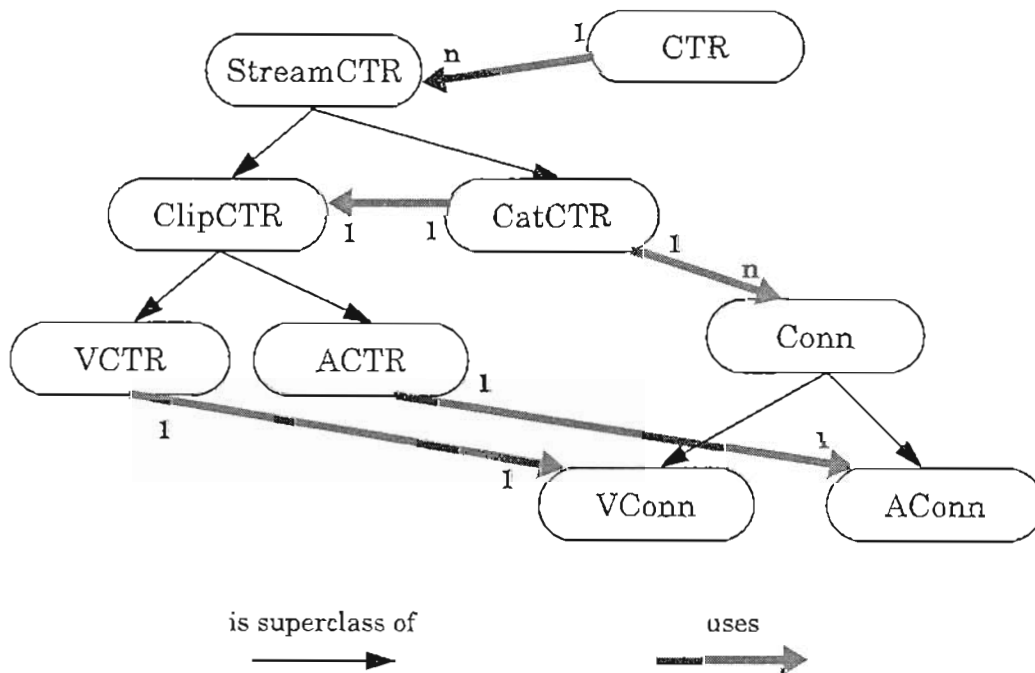 CTR
1
n
StreamCTR
ClipCTR
1
1
CatCTR
1
n
VCTR
ACTR
Conn
1
1
1
1
VConn
AConn
is superclass of
uses